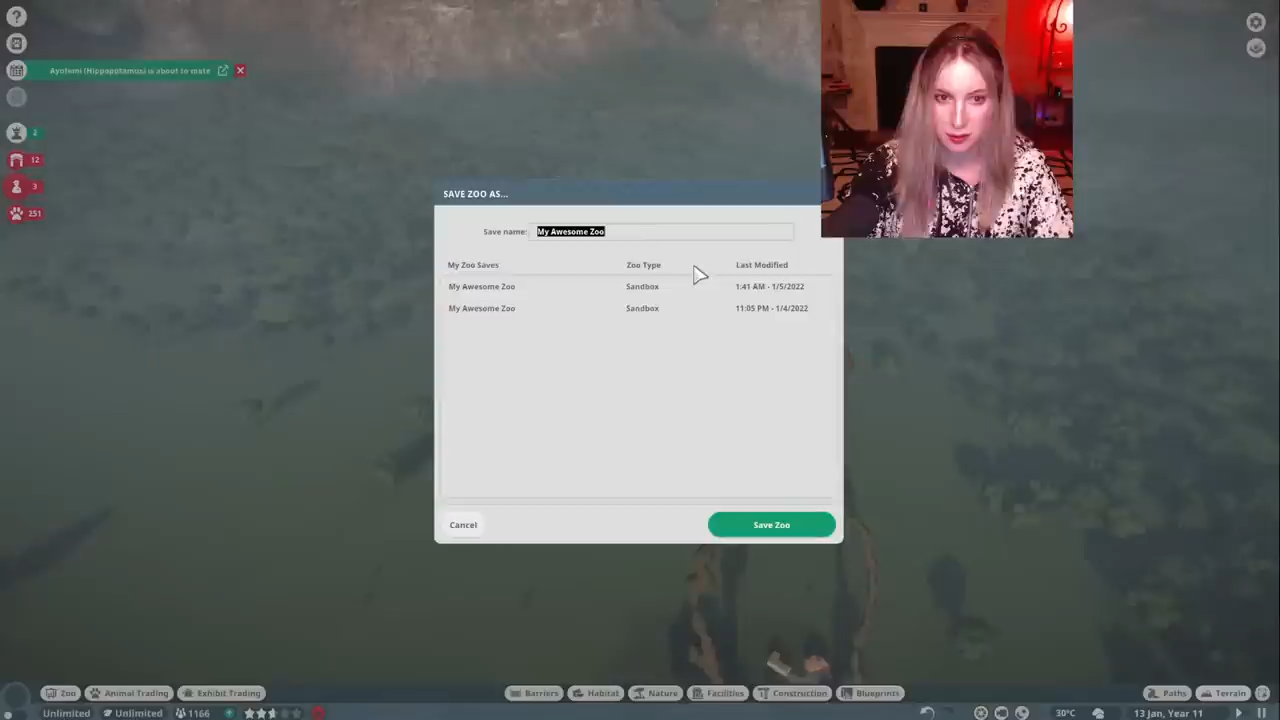 ?
Ayotumi (Hippopotamus) is about to mate
2
12
3
251
SAVE ZOO AS...
Save name: My Awesome Zoo
My Zoo Saves Zoo Type Last Modified
My Awesome Zoo Sandbox 1:41 AM - 1/5/2022
My Awesome Zoo Sandbox 11:05 PM - 1/4/2022
Cancel Save Zoo
Zoo Animal Trading Exhibit Trading Barriers Habitat Nature Facilities Construction Blueprints Paths Terrain
Unlimited Unlimited 1166 30°C 13 Jan, Year 11